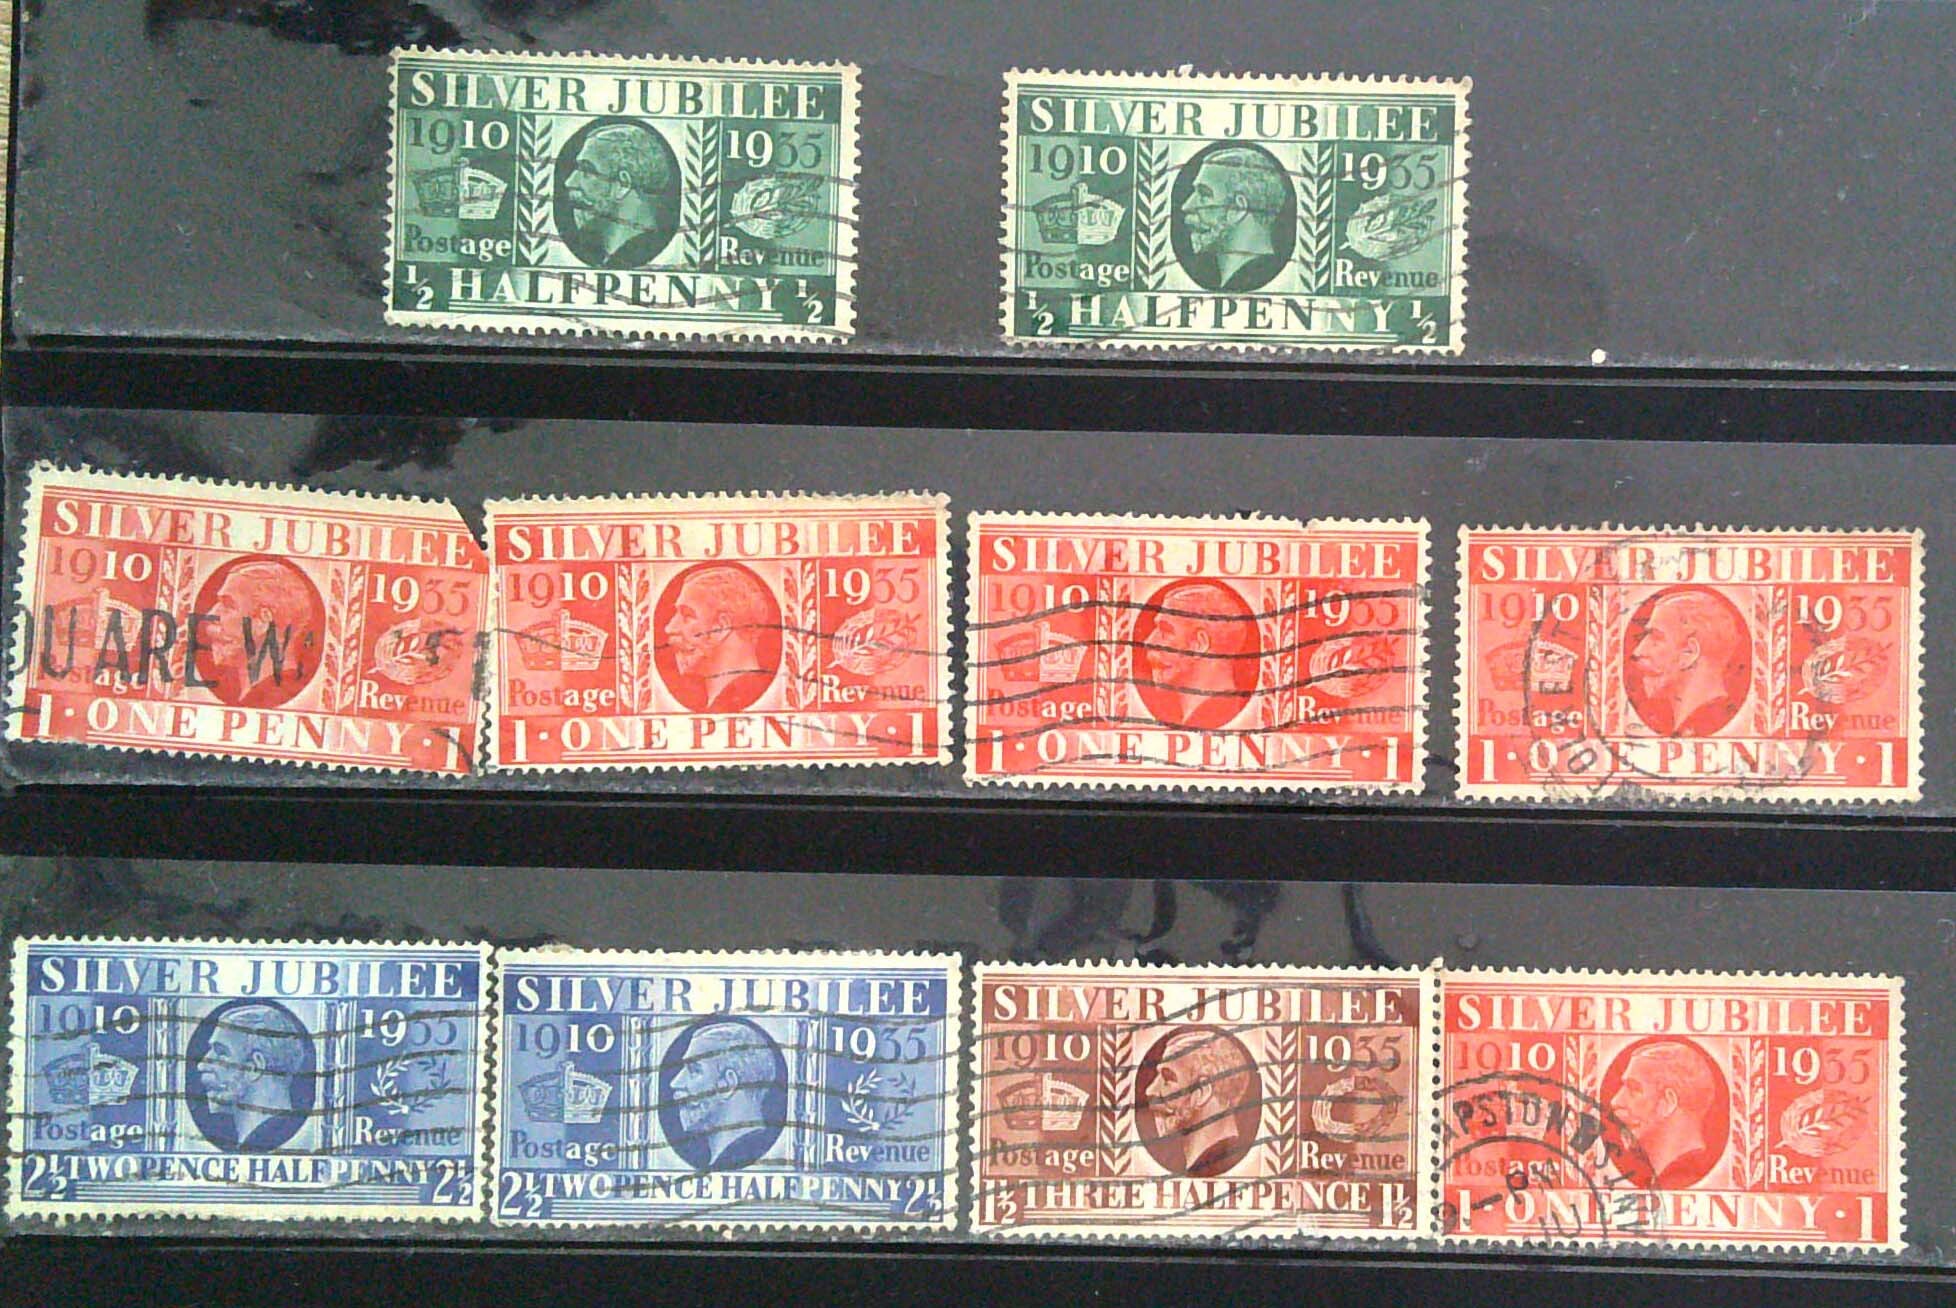 SILVER JUBILEE
1910 1935
Postage Revenue
½ HALFPENNY ½
SILVER JUBILEE
1910 1935
Postage Revenue
½ HALFPENNY ½
SILVER JUBILEE
1910 1935
QUARE
Postage Revenue
1·ONE PENNY·1
SILVER JUBILEE
1910 1935
Postage Revenue
1·ONE PENNY·1
SILVER JUBILEE
1910 1935
Postage Revenue
1·ONE PENNY·1
SILVER JUBILEE
1910 1935
Postage Revenue
1·ONE PENNY·1
SILVER JUBILEE
1910 1935
Postage Revenue
2½ TWOPENCE HALFPENNY 2½
SILVER JUBILEE
1910 1935
Postage Revenue
2½ TWOPENCE HALFPENNY 2½
SILVER JUBILEE
1910 1935
Postage Revenue
1½ THREE HALFPENCE 1½
SILVER JUBILEE
1910 1935
APSTON
Postage Revenue
1·ONE PENNY·1